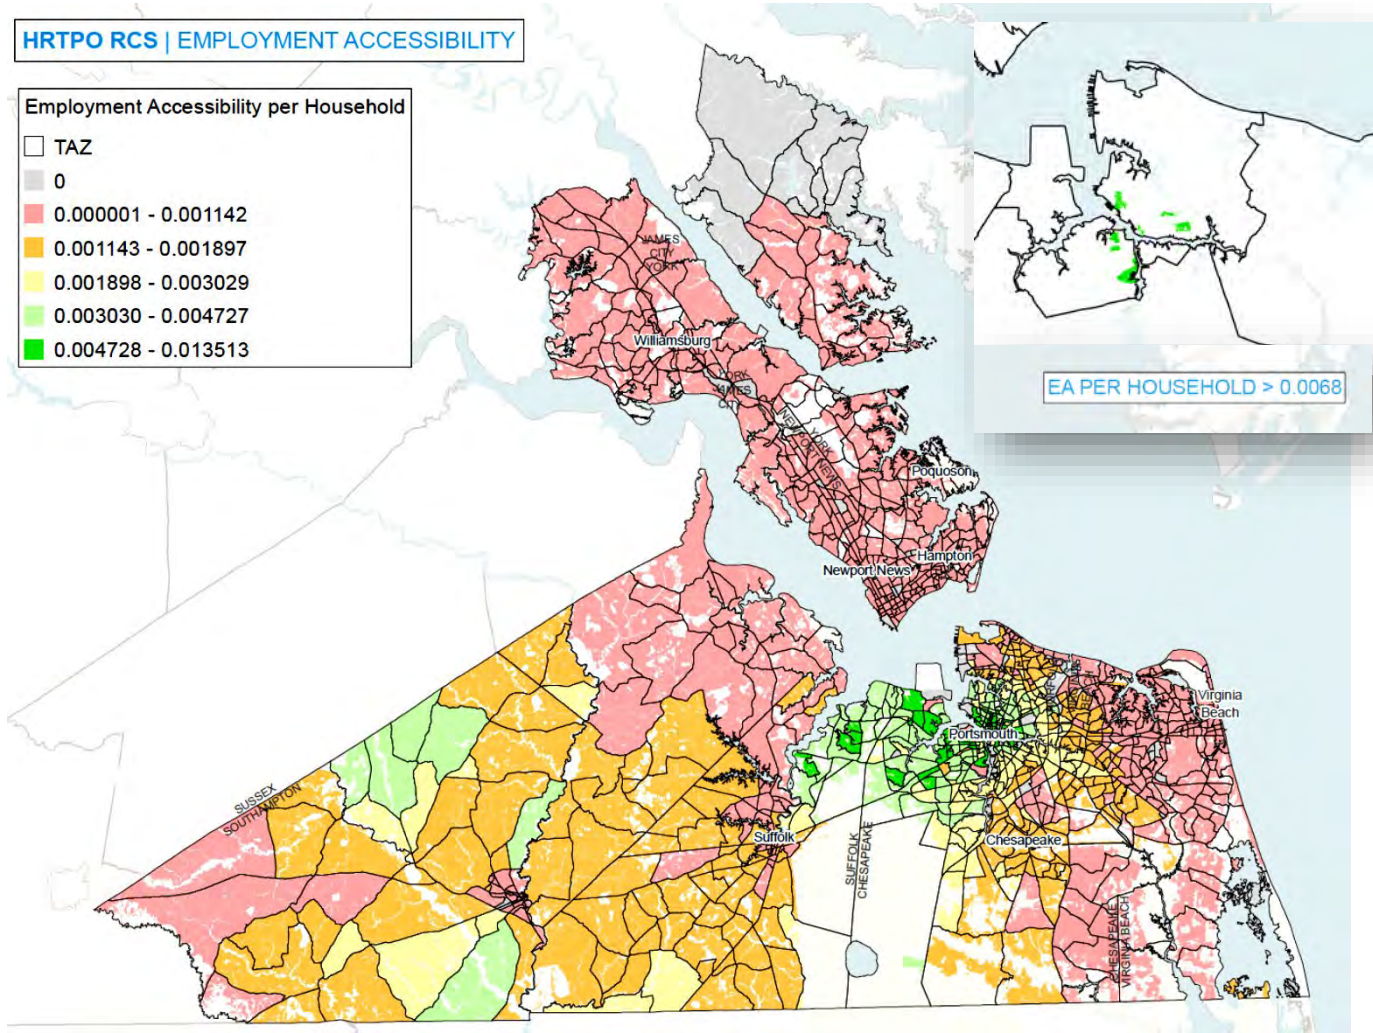 HRTPO RCS | EMPLOYMENT ACCESSIBILITY
Employment Accessibility per Household
TAZ
0
0.000001 - 0.001142
0.001143 - 0.001897
0.001898 - 0.003029
0.003030 - 0.004727
0.004728 - 0.013513
EA PER HOUSEHOLD > 0.0068
JAMES
CITY
YORK
Williamsburg
YORK
JAMES
CITY
YORK
NEWPORT NEWS
Poquoson
Hampton
Newport News
Virginia
Beach
Portsmouth
SUSSEX
SOUTHAMPTON
Suffolk
SUFFOLK
CHESAPEAKE
Chesapeake
CHESAPEAKE
VIRGINIA BEACH